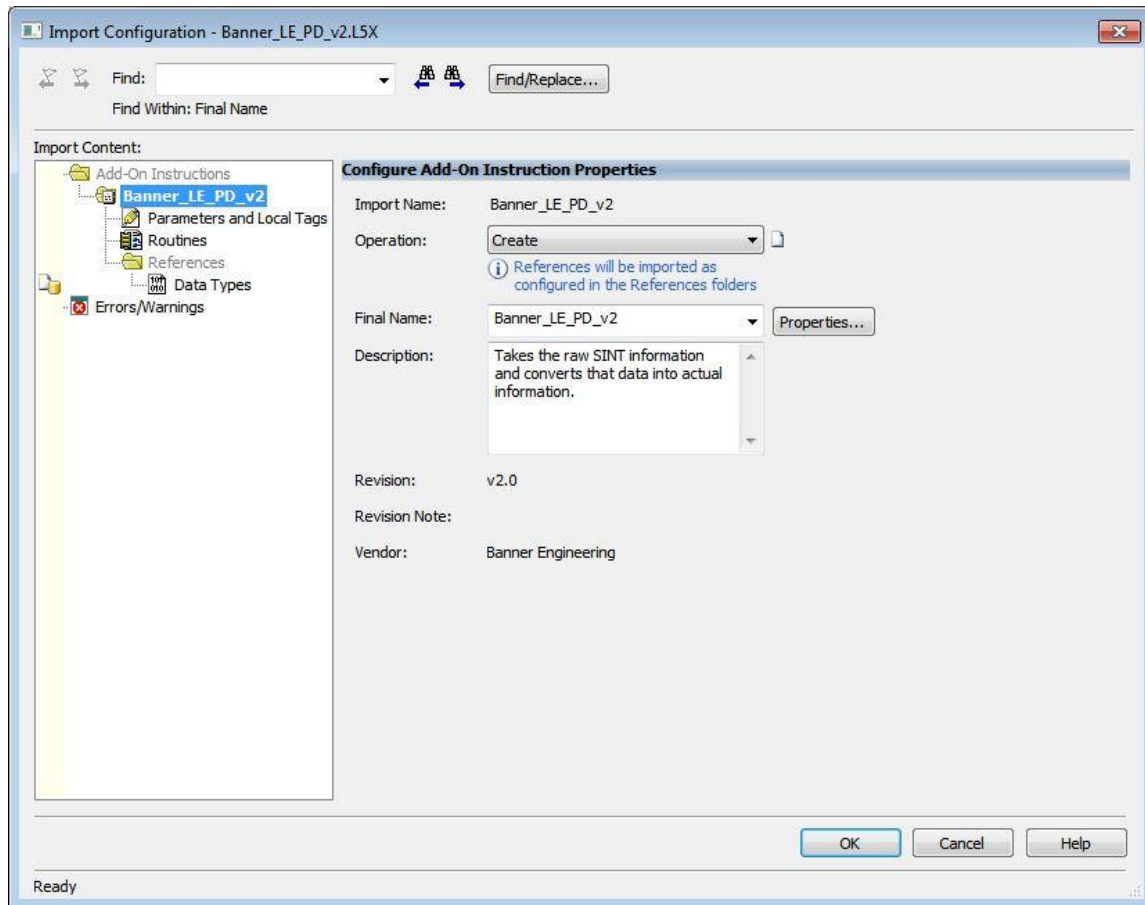 Import Configuration - Banner_LE_PD_v2.L5X
Find:
Find/Replace...
Find Within: Final Name
Import Content:
Add-On Instructions
Banner_LE_PD_v2
Parameters and Local Tags
Routines
References
Data Types
Errors/Warnings
Configure Add-On Instruction Properties
Import Name: Banner_LE_PD_v2
Operation: Create
References will be imported as
configured in the References folders
Final Name: Banner_LE_PD_v2 Properties...
Description: Takes the raw SINT information
and converts that data into actual
information.
Revision: v2.0
Revision Note:
Vendor: Banner Engineering
OK Cancel Help
Ready